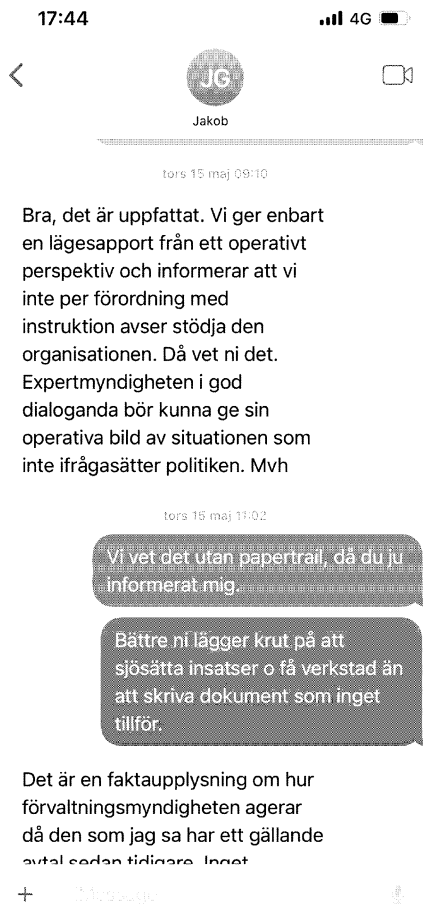 17:44
4G
JG
Jakob
tors 15 maj 09:10
Bra, det är uppfattat. Vi ger enbart
en lägesapport från ett operativt
perspektiv och informerar att vi
inte per förordning med
instruktion avser stödja den
organisationen. Då vet ni det.
Expertmyndigheten i god
dialoganda bör kunna ge sin
operativa bild av situationen som
inte ifrågasätter politiken. Mvh
tors 15 maj 11:02
Vi vet det utan papertrail, då du ju
informerat mig.
Bättre ni lägger krut på att
sjösätta insatser o få verkstad än
att skriva dokument som inget
tillför.
Det är en faktaupplysning om hur
förvaltningsmyndigheten agerar
då den som jag sa har ett gällande
avtal sedan tidigare. Inget
iMessage